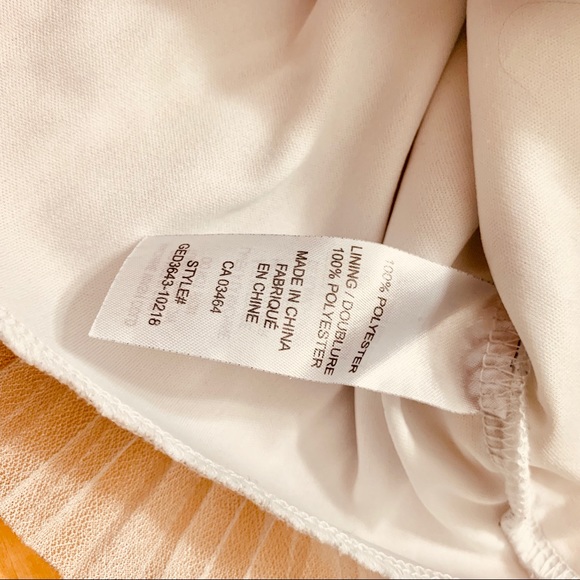 100% POLYESTER
LINING / DOUBLURE
100% POLYESTER
MADE IN CHINA
FABRIQUÉ
EN CHINE
CA 03464
STYLE#
GED3643-10216